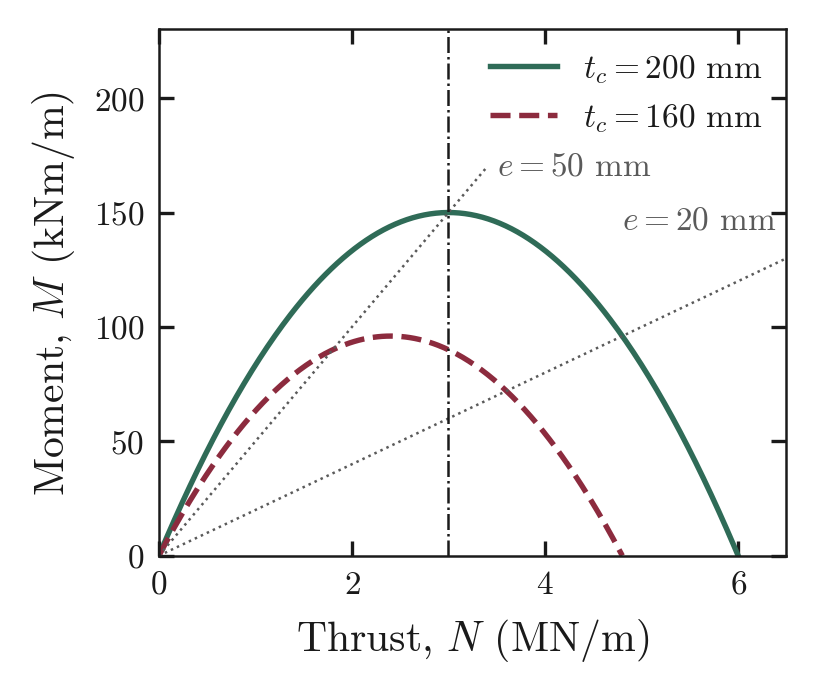 t_c = 200 mm
t_c = 160 mm
e = 50 mm
e = 20 mm
200
150
100
50
0
0 2 4 6
Moment, M (kNm/m)
Thrust, N (MN/m)